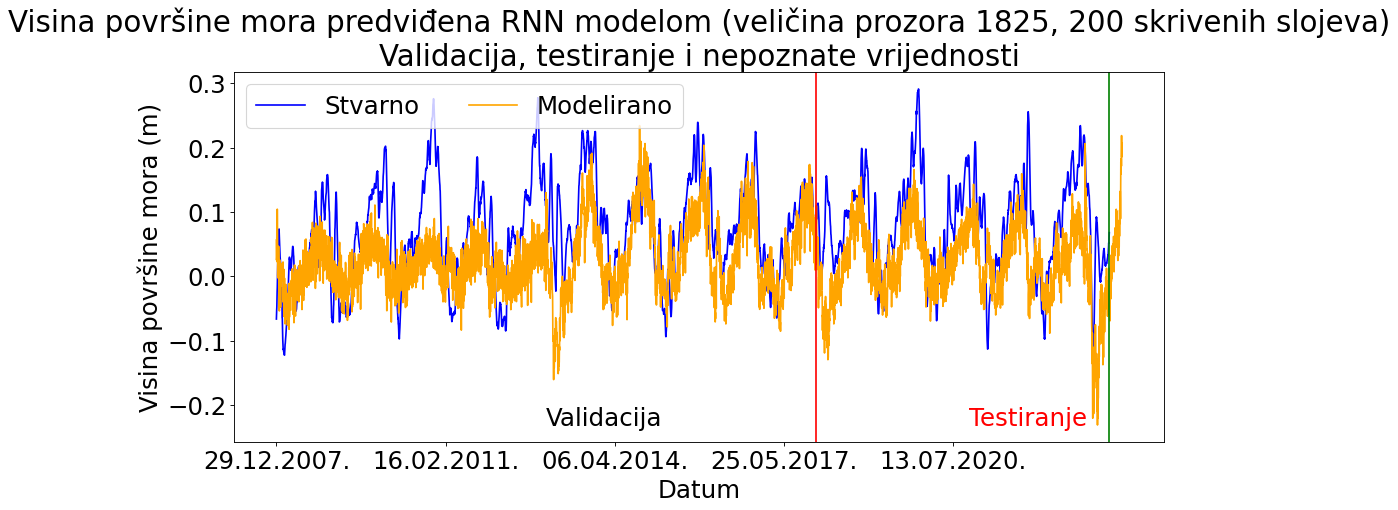 Visina površine mora predviđena RNN modelom (veličina prozora 1825, 200 skrivenih slojeva)
Validacija, testiranje i nepoznate vrijednosti
Stvarno Modelirano
Visina površine mora (m)
0.3
0.2
0.1
0.0
−0.1
−0.2
Validacija
Testiranje
29.12.2007. 16.02.2011. 06.04.2014. 25.05.2017. 13.07.2020.
Datum